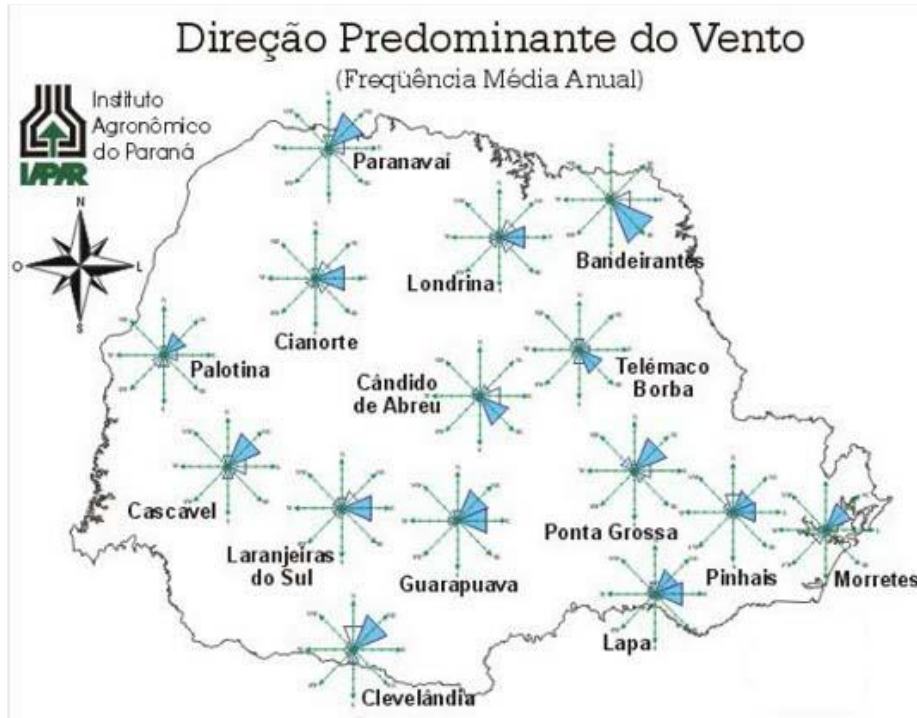 Direção Predominante do Vento
(Freqüência Média Anual)
Instituto
Agronômico
do Paraná
IAPAR
N
O
L
S
Paranavaí
Bandeirantes
Londrina
Cianorte
Palotina
Telêmaco
Borba
Cândido
de Abreu
Cascavel
Laranjeiras
do Sul
Guarapuava
Ponta Grossa
Pinhais
Morretes
Lapa
Clevelândia